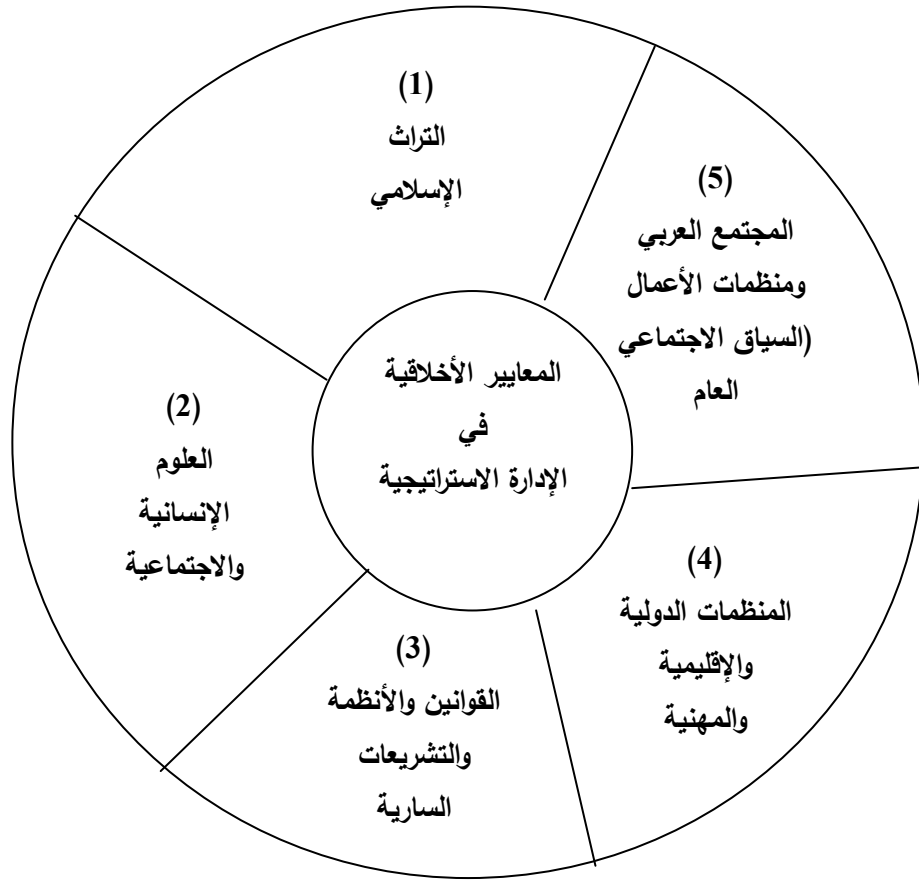 (1)
التراث
الإسلامي
(5)
المجتمع العربي
ومنظمات الأعمال
(السياق الاجتماعي
العام
المعايير الأخلاقية
في
الإدارة الاستراتيجية
(2)
العلوم
الإنسانية
والاجتماعية
(4)
المنظمات الدولية
والإقليمية
والمهنية
(3)
القوانين والأنظمة
والتشريعات
السارية